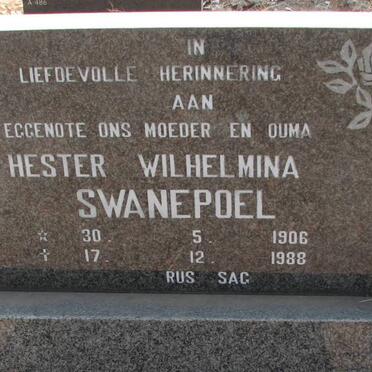 A-486
IN
LIEFDEVOLLE HERINNERING
AAN
EGGENOTE ONS MOEDER EN OUMA
HESTER WILHELMINA
SWANEPOEL
☆ 30. 5. 1906
† 17. 12. 1988
RUS SAG